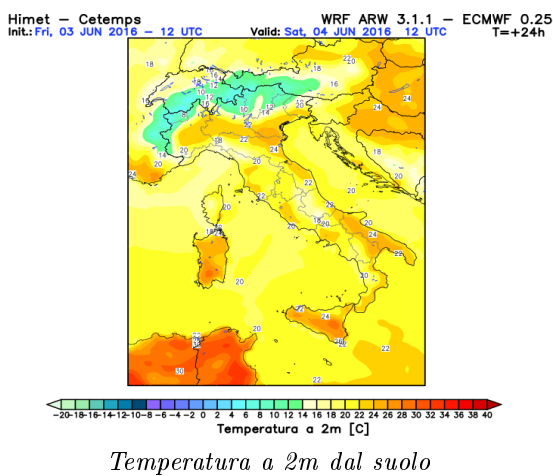 Himet – Cetemps WRF ARW 3.1.1 – ECMWF 0.25
Init.: Fri, 03 JUN 2016 – 12 UTC Valid: Sat, 04 JUN 2016 12 UTC T=+24h
-20-18-16-14-12-10-8 -6 -4 -2 0 2 4 6 8 10 12 14 16 18 20 22 24 26 28 30 32 34 36 38 40
Temperatura a 2m [C]
Temperatura a 2m dal suolo